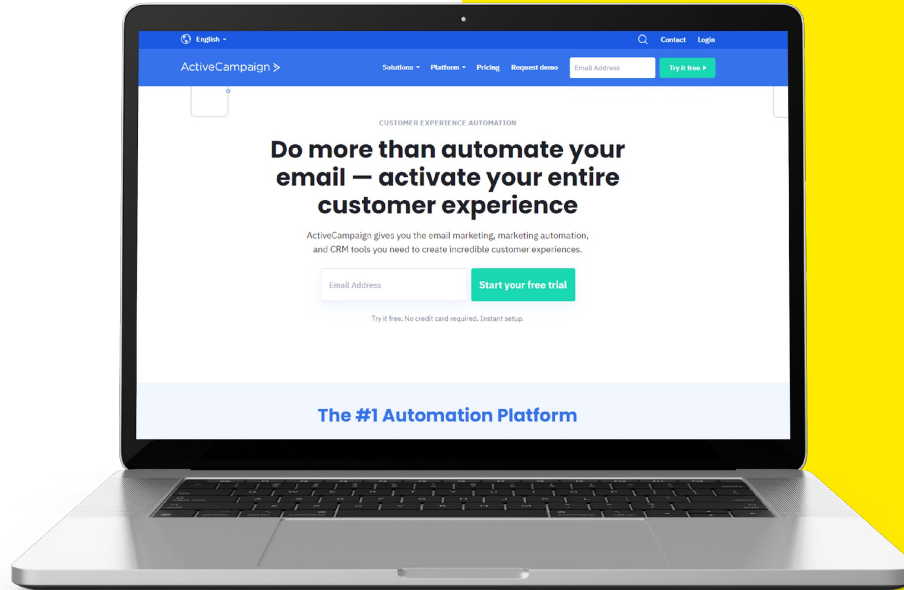 English
Contact Login
ActiveCampaign >
Solutions Platform Pricing Request demo Email Address Try it free
CUSTOMER EXPERIENCE AUTOMATION
Do more than automate your
email — activate your entire
customer experience
ActiveCampaign gives you the email marketing, marketing automation,
and CRM tools you need to create incredible customer experiences.
Email Address Start your free trial
Try it free. No credit card required. Instant setup.
The #1 Automation Platform